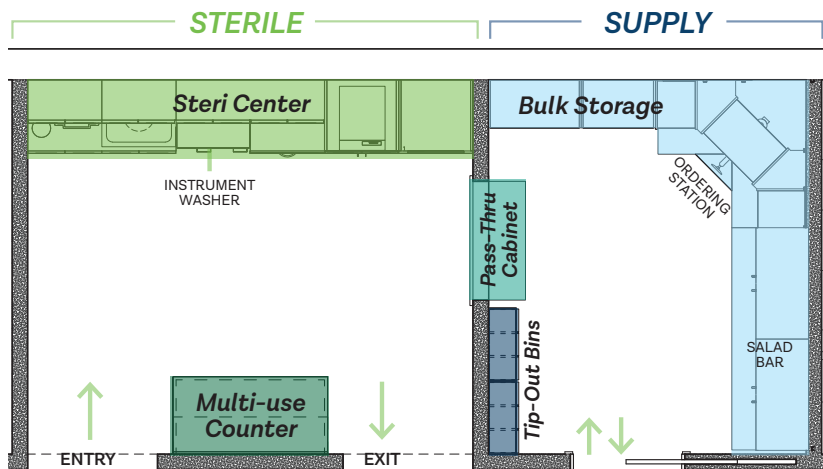 STERILE
SUPPLY
Steri Center
Bulk Storage
INSTRUMENT
WASHER
ORDERING
STATION
Pass-Thru
Cabinet
Tip-Out Bins
SALAD
BAR
Multi-use
Counter
ENTRY
EXIT